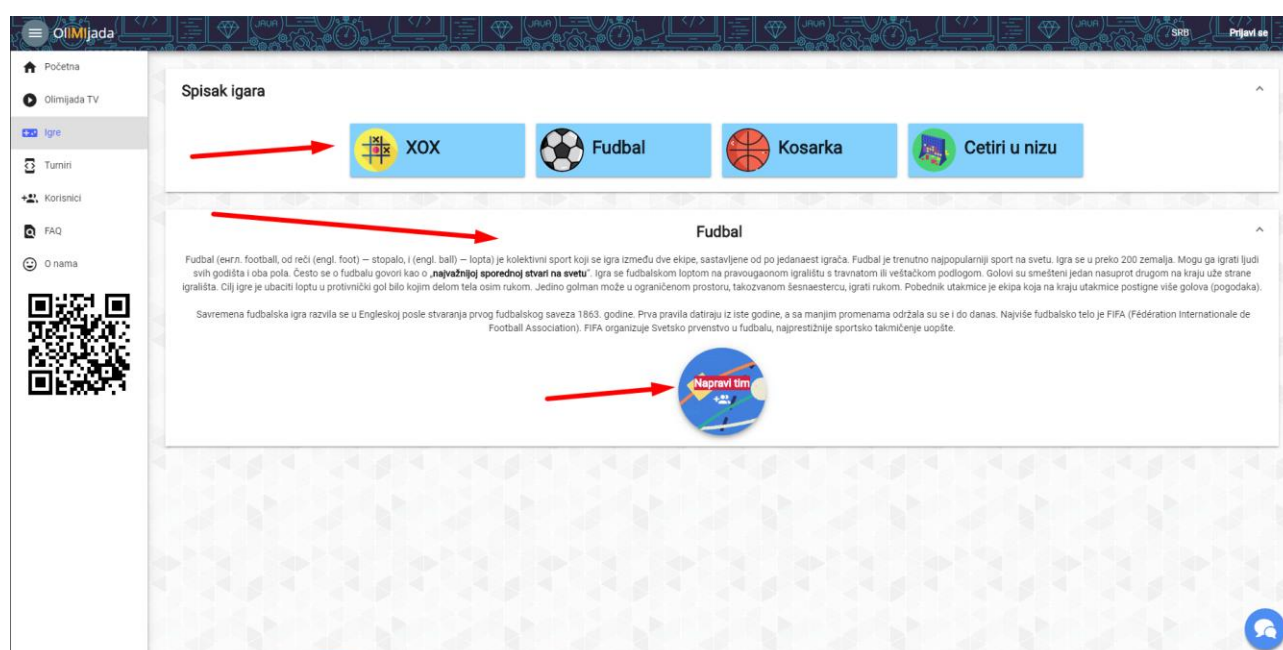 OliMIjada
SRB
Prijavi se
Početna
Olimijada TV
Igre
Turniri
Korisnici
FAQ
O nama
Spisak igara
XOX
Fudbal
Kosarka
Cetiri u nizu
Fudbal
Fudbal (енгл. football, od reči (engl. foot) — stopalo, i (engl. ball) — lopta) je kolektivni sport koji se igra između dve ekipe, sastavljene od po jedanaest igrača. Fudbal je trenutno najpopularniji sport na svetu. Igra se u preko 200 zemalja. Mogu ga igrati ljudi
svih godišta i oba pola. Često se o fudbalu govori kao o „najvažnijoj sporednoj stvari na svetu“. Igra se fudbalskom loptom na pravougaonom igralištu s travnatom ili veštačkom podlogom. Golovi su smešteni jedan nasuprot drugom na kraju uže strane
igrališta. Cilj igre je ubaciti loptu u protivnički gol bilo kojim delom tela osim rukom. Jedino golman može u ograničenom prostoru, takozvanom šesnaestercu, igrati rukom. Pobednik utakmice je ekipa koja na kraju utakmice postigne više golova (pogodaka).
Savremena fudbalska igra razvila se u Engleskoj posle stvaranja prvog fudbalskog saveza 1863. godine. Prva pravila datiraju iz iste godine, a sa manjim promenama održala su se i do danas. Najviše fudbalsko telo je FIFA (Fédération Internationale de
Football Association). FIFA organizuje Svetsko prvenstvo u fudbalu, najprestižnije sportsko takmičenje uopšte.
Napravi tim